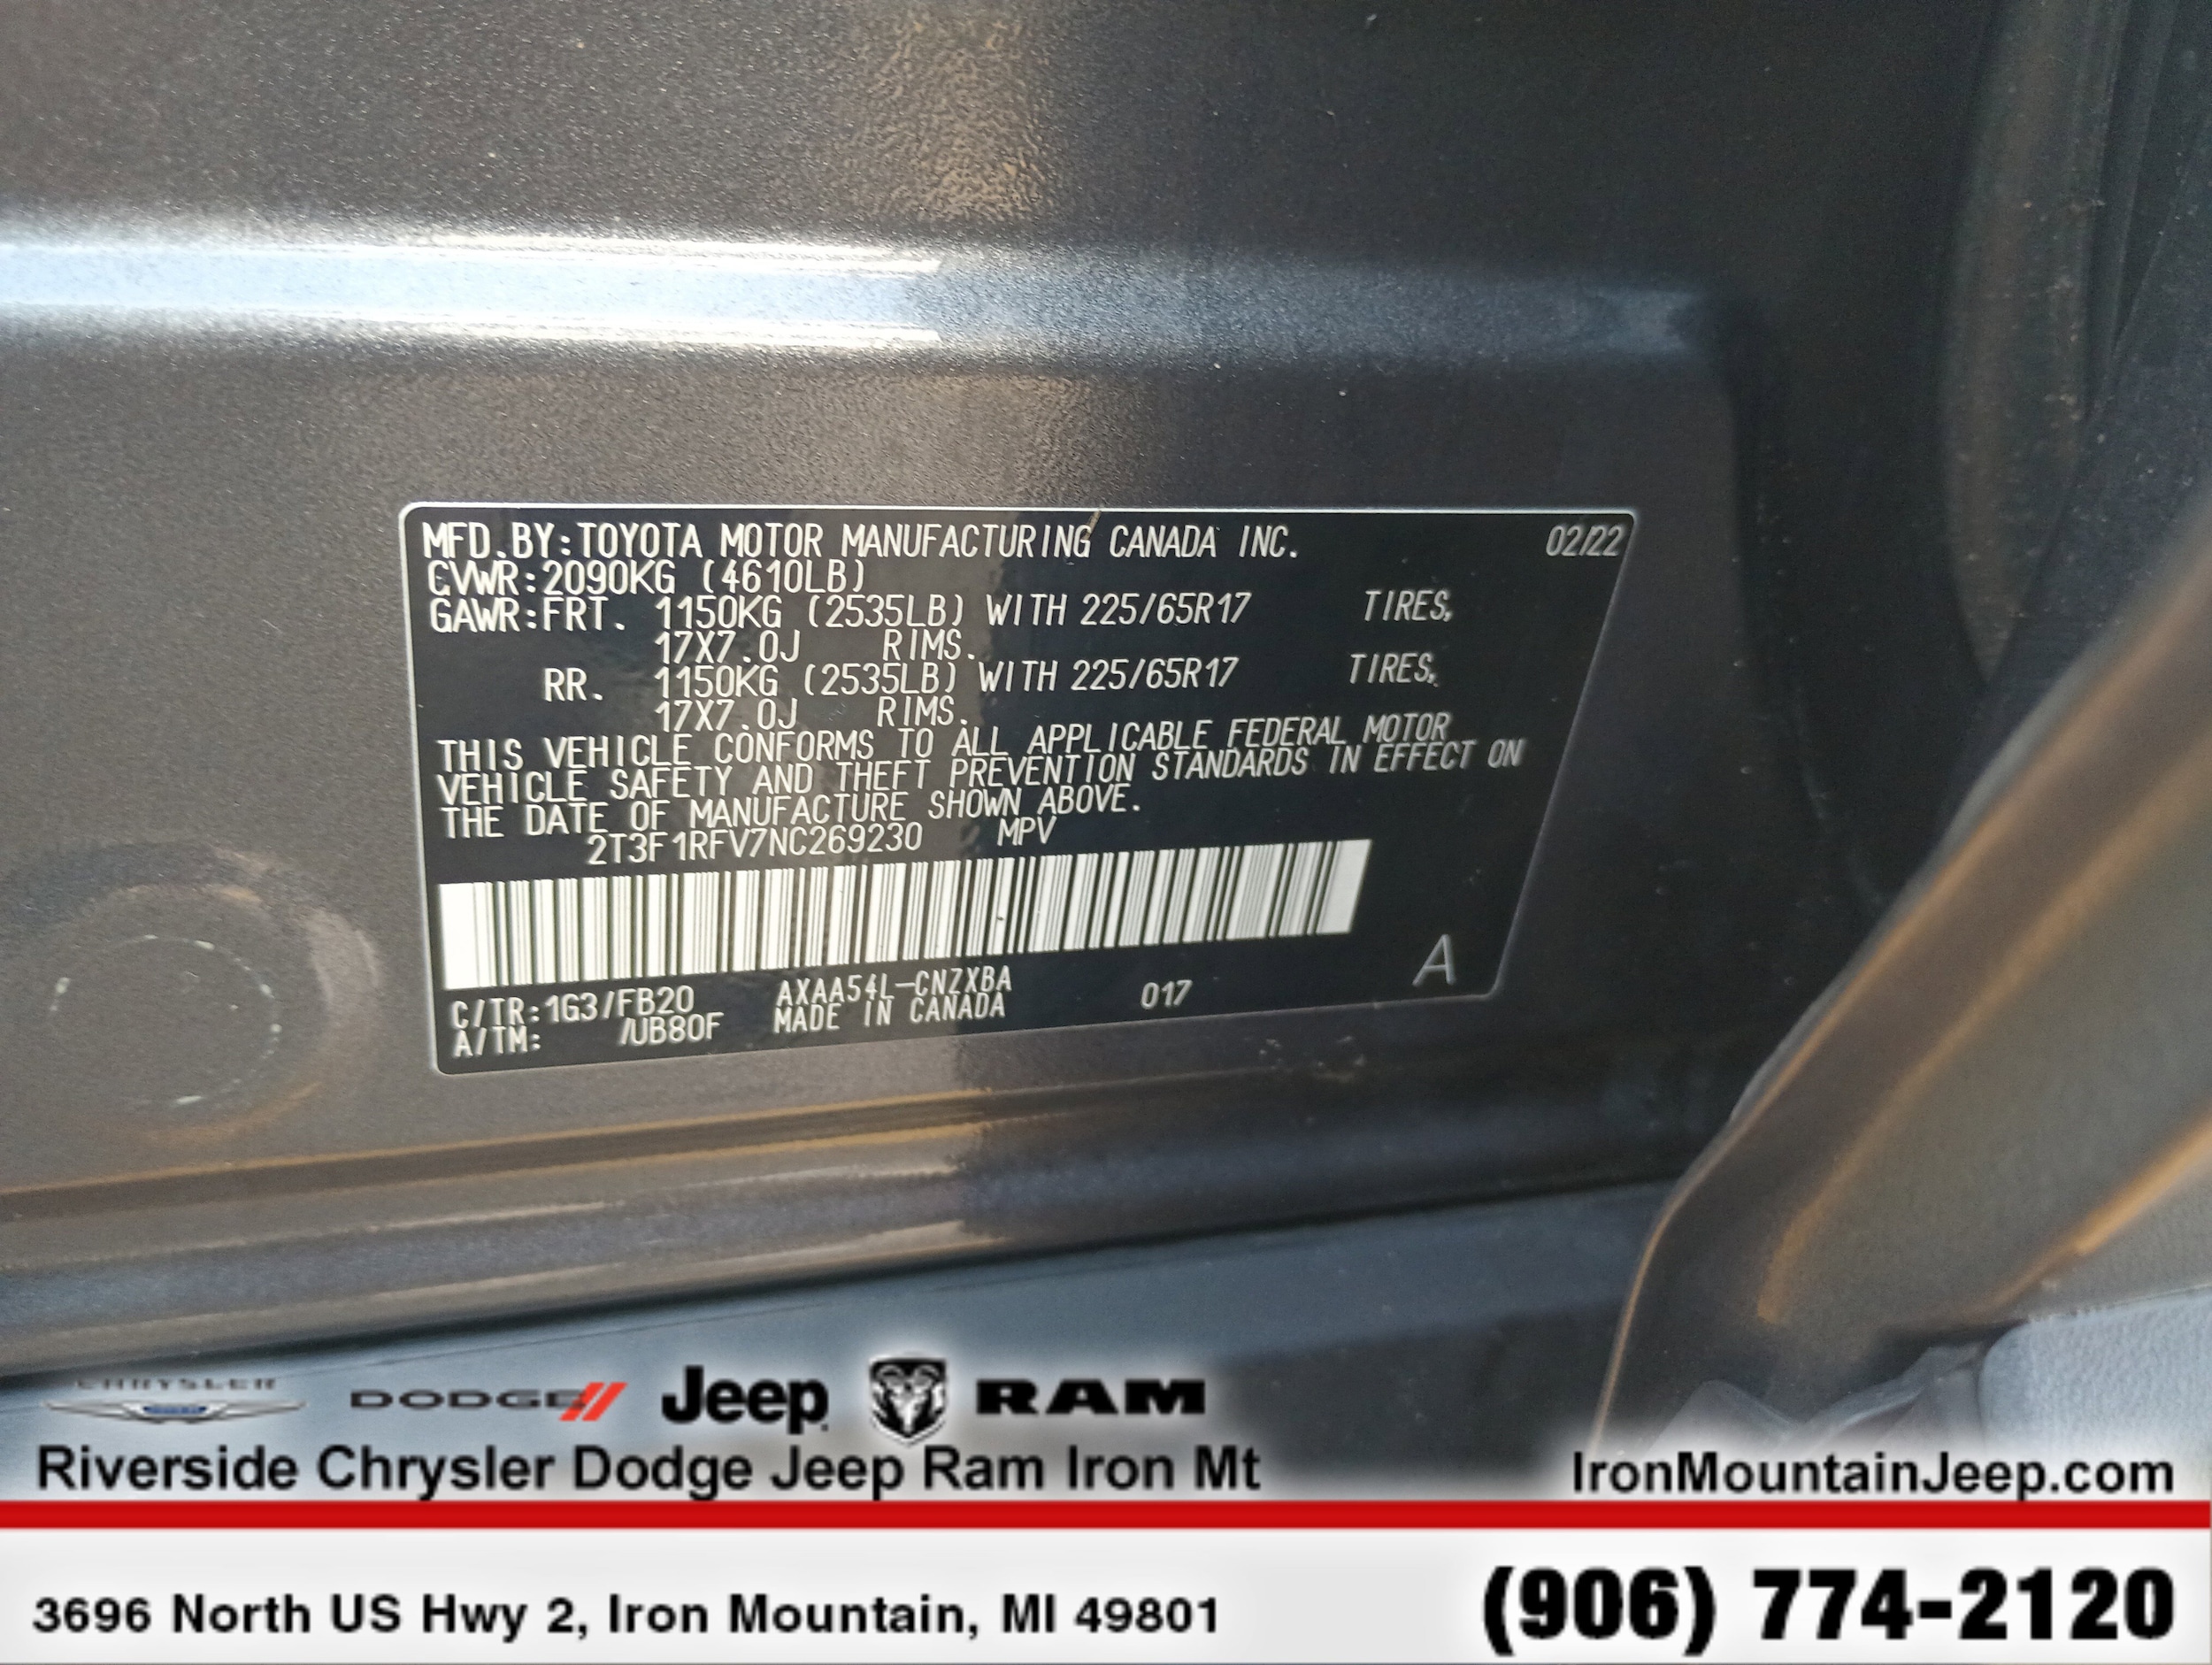 MFD.BY:TOYOTA MOTOR MANUFACTURING CANADA INC. 02/22
GVWR:2090KG (4610LB)
GAWR:FRT. 1150KG (2535LB) WITH 225/65R17 TIRES,
17X7.0J RIMS.
RR. 1150KG (2535LB) WITH 225/65R17 TIRES,
17X7.0J RIMS.
THIS VEHICLE CONFORMS TO ALL APPLICABLE FEDERAL MOTOR
VEHICLE SAFETY AND THEFT PREVENTION STANDARDS IN EFFECT ON
THE DATE OF MANUFACTURE SHOWN ABOVE.
2T3F1RFV7NC269230 MPV
A
C/TR:1G3/FB20 AXAA54L-CNZXBA 017
A/TM: /UB80F MADE IN CANADA
CHRYSLER DODGE Jeep RAM
Riverside Chrysler Dodge Jeep Ram Iron Mt IronMountainJeep.com
3696 North US Hwy 2, Iron Mountain, MI 49801 (906) 774-2120